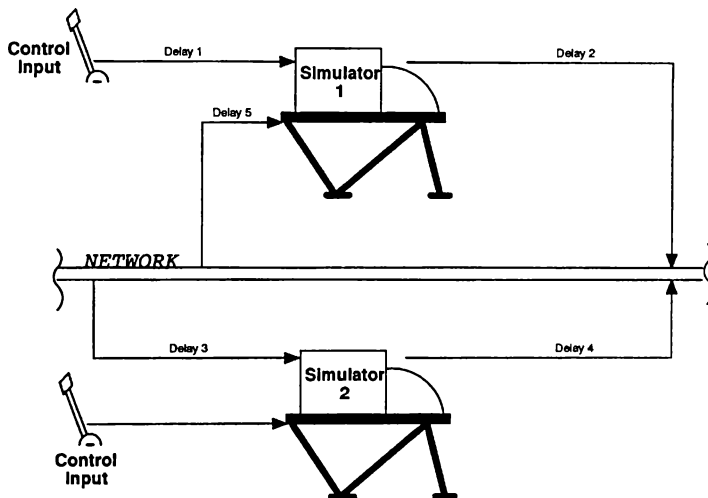 Control
Input
Delay 1
Simulator
1
Delay 2
Delay 5
NETWORK
Delay 3
Simulator
2
Delay 4
Control
Input